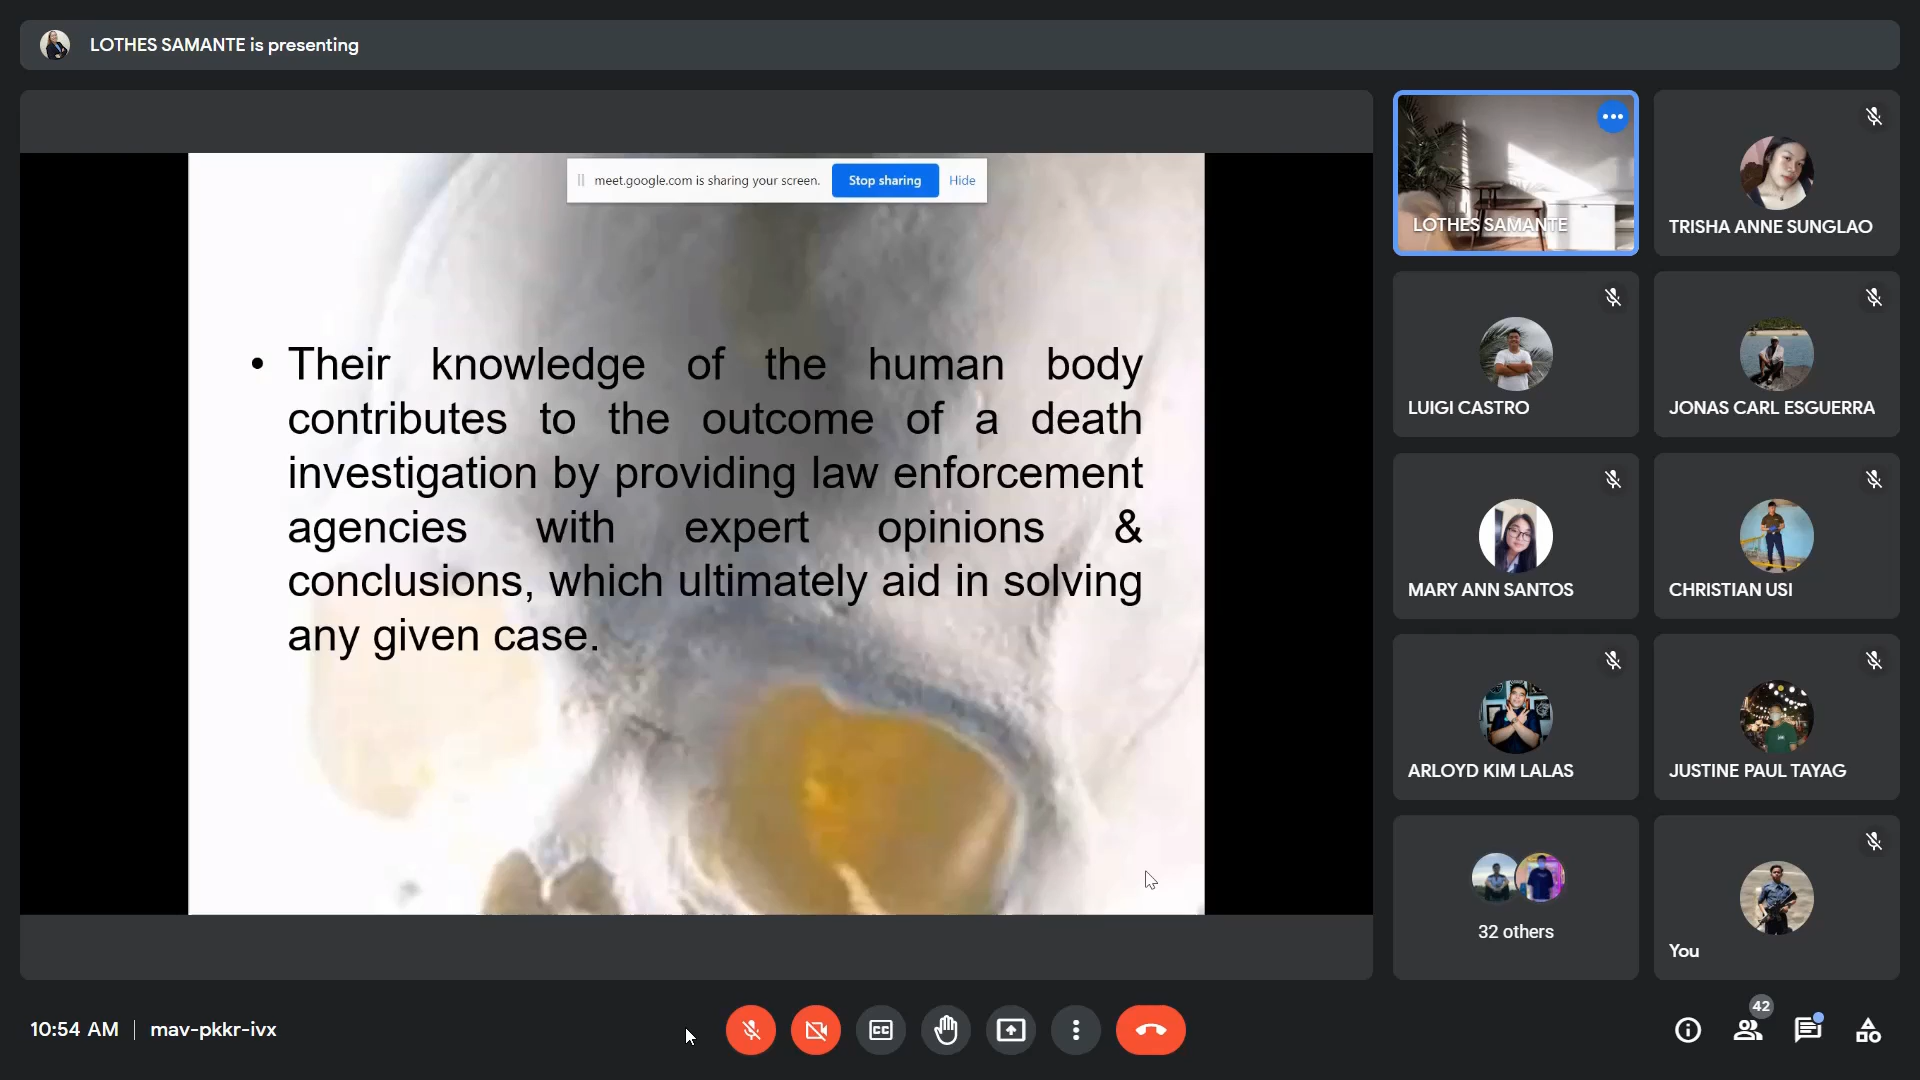 LOTHES SAMANTE is presenting
meet.google.com is sharing your screen. Stop sharing Hide
• Their knowledge of the human body
contributes to the outcome of a death
investigation by providing law enforcement
agencies with expert opinions &
conclusions, which ultimately aid in solving
any given case.
LOTHES SAMANTE
TRISHA ANNE SUNGLAO
LUIGI CASTRO
JONAS CARL ESGUERRA
MARY ANN SANTOS
CHRISTIAN USI
ARLOYD KIM LALAS
JUSTINE PAUL TAYAG
32 others
You
10:54 AM | mav-pkkr-ivx
CC
42